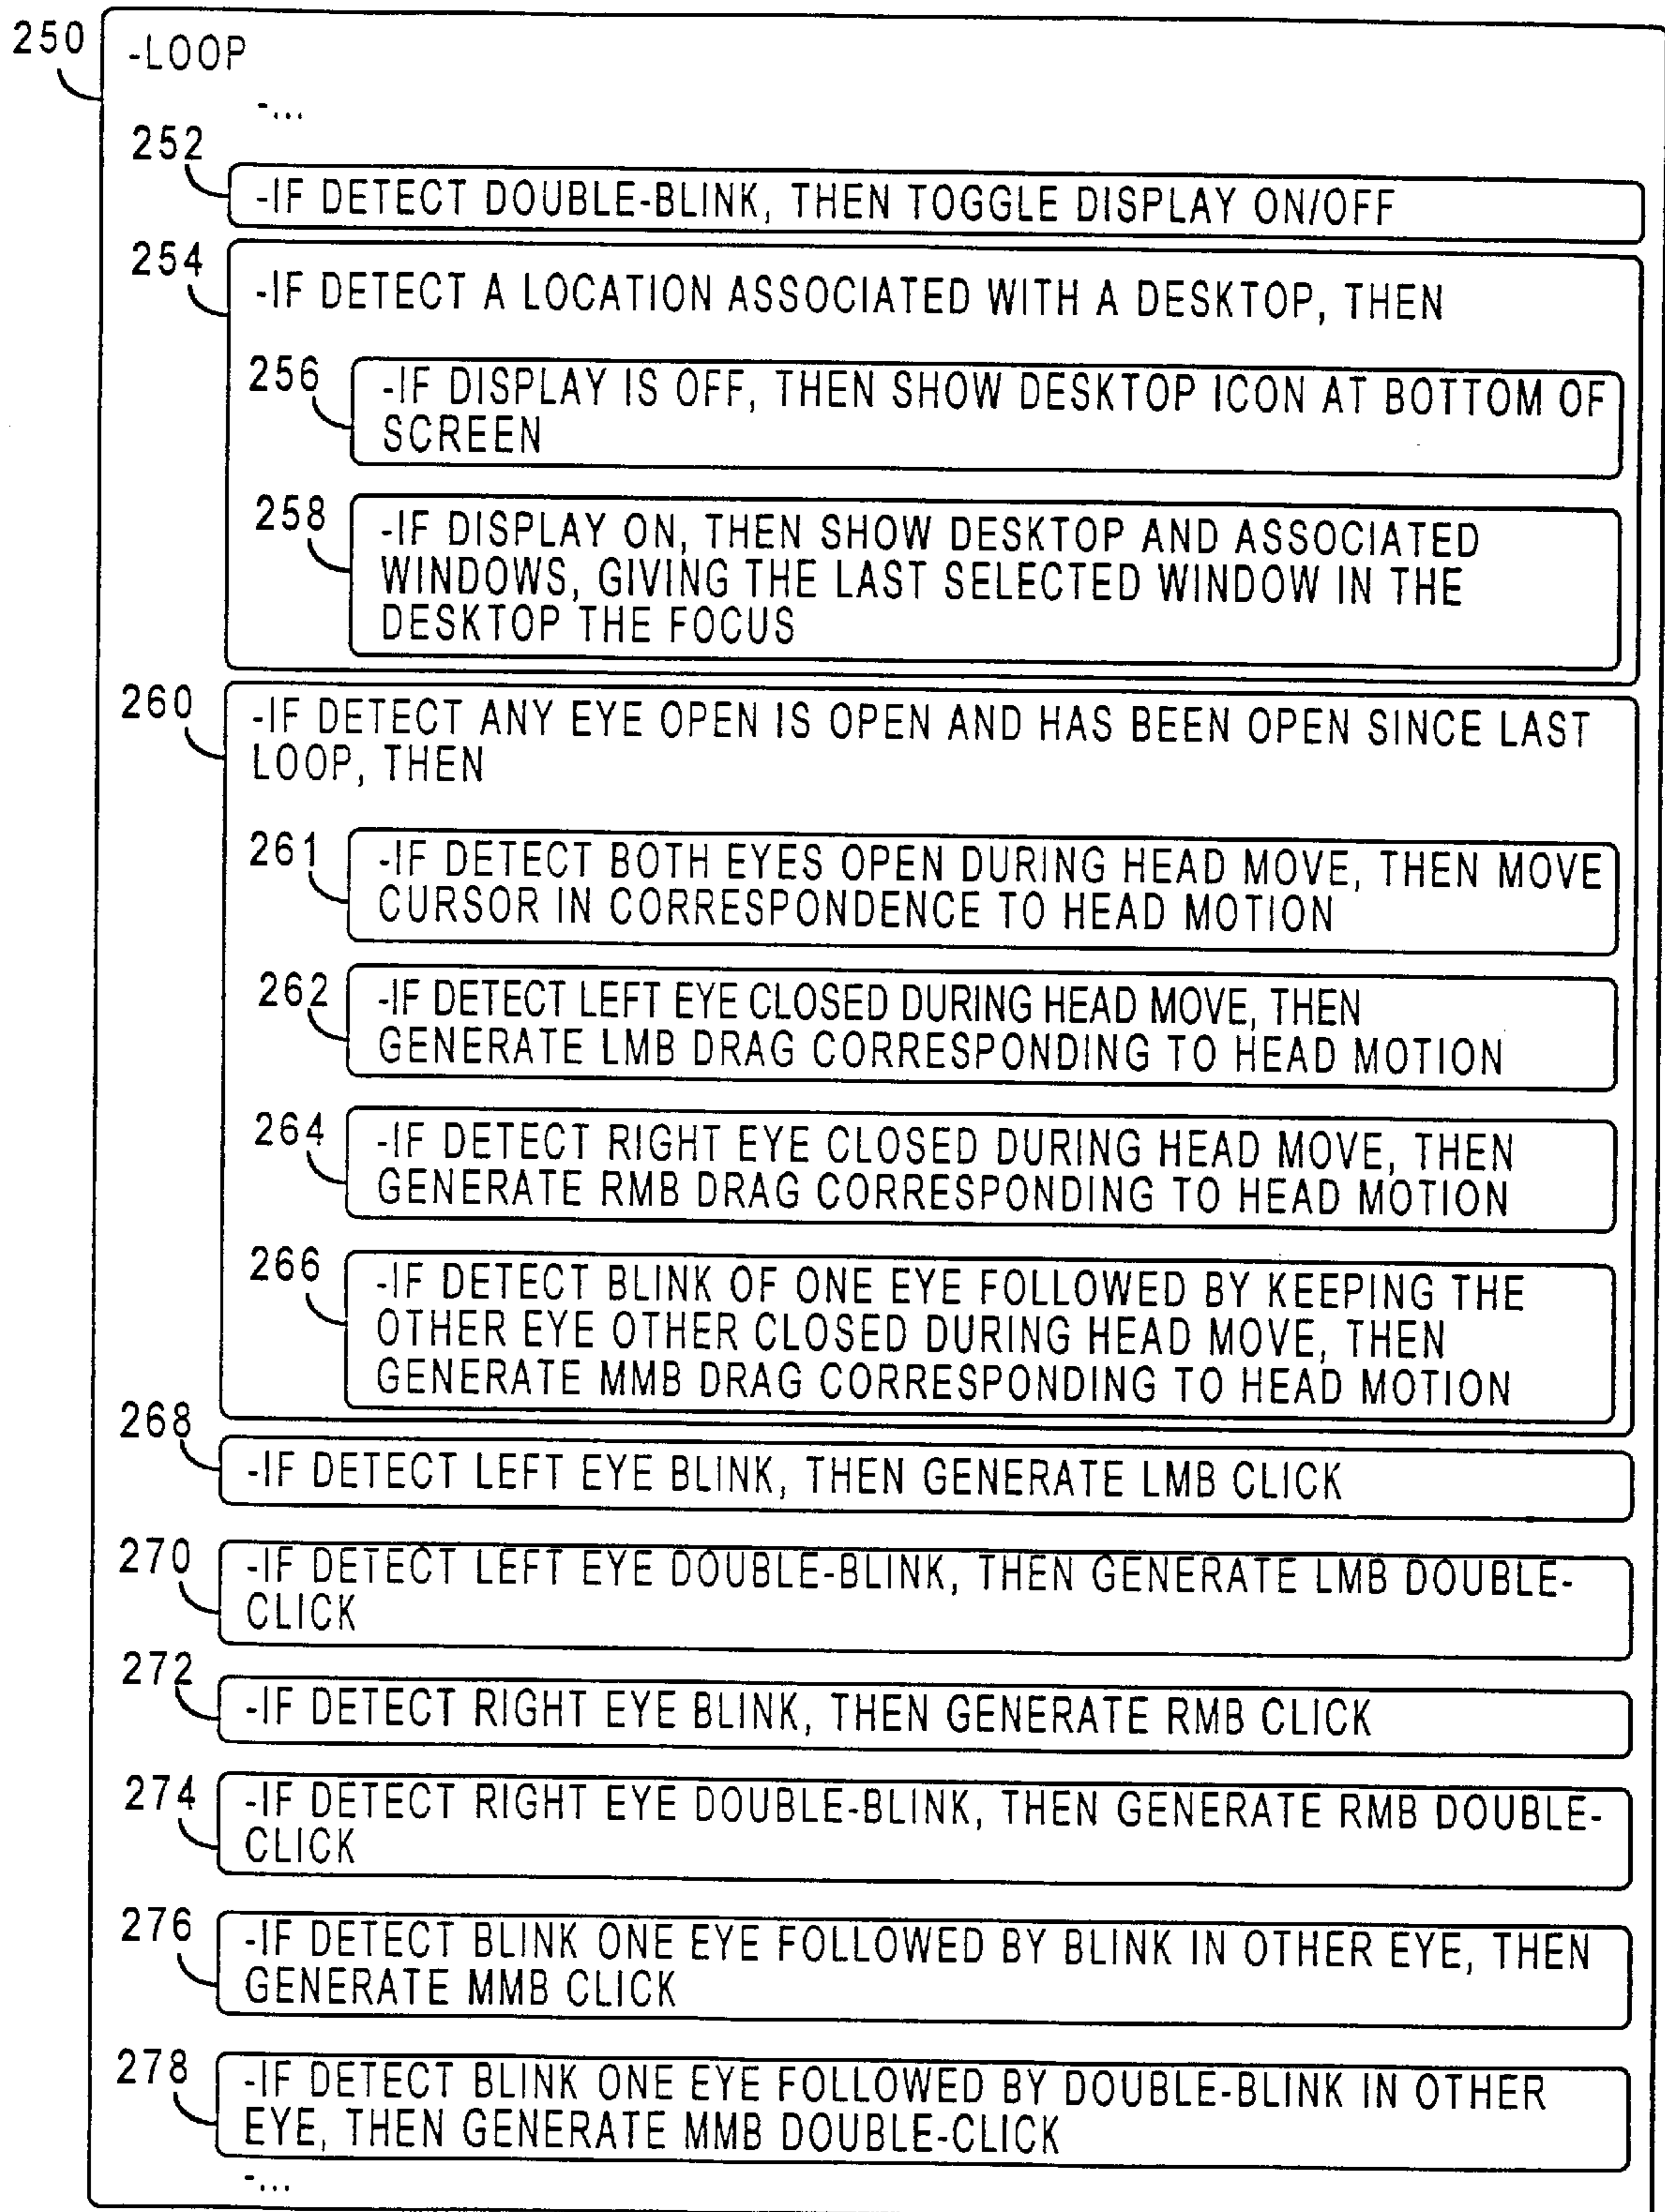 250
-LOOP
-...
252
-IF DETECT DOUBLE-BLINK, THEN TOGGLE DISPLAY ON/OFF
254
-IF DETECT A LOCATION ASSOCIATED WITH A DESKTOP, THEN
256
-IF DISPLAY IS OFF, THEN SHOW DESKTOP ICON AT BOTTOM OF
SCREEN
258
-IF DISPLAY ON, THEN SHOW DESKTOP AND ASSOCIATED
WINDOWS, GIVING THE LAST SELECTED WINDOW IN THE
DESKTOP THE FOCUS
260
-IF DETECT ANY EYE OPEN IS OPEN AND HAS BEEN OPEN SINCE LAST
LOOP, THEN
261
-IF DETECT BOTH EYES OPEN DURING HEAD MOVE, THEN MOVE
CURSOR IN CORRESPONDENCE TO HEAD MOTION
262
-IF DETECT LEFT EYE CLOSED DURING HEAD MOVE, THEN
GENERATE LMB DRAG CORRESPONDING TO HEAD MOTION
264
-IF DETECT RIGHT EYE CLOSED DURING HEAD MOVE, THEN
GENERATE RMB DRAG CORRESPONDING TO HEAD MOTION
266
-IF DETECT BLINK OF ONE EYE FOLLOWED BY KEEPING THE
OTHER EYE OTHER CLOSED DURING HEAD MOVE, THEN
GENERATE MMB DRAG CORRESPONDING TO HEAD MOTION
268
-IF DETECT LEFT EYE BLINK, THEN GENERATE LMB CLICK
270
-IF DETECT LEFT EYE DOUBLE-BLINK, THEN GENERATE LMB DOUBLE-
CLICK
272
-IF DETECT RIGHT EYE BLINK, THEN GENERATE RMB CLICK
274
-IF DETECT RIGHT EYE DOUBLE-BLINK, THEN GENERATE RMB DOUBLE-
CLICK
276
-IF DETECT BLINK ONE EYE FOLLOWED BY BLINK IN OTHER EYE, THEN
GENERATE MMB CLICK
278
-IF DETECT BLINK ONE EYE FOLLOWED BY DOUBLE-BLINK IN OTHER
EYE, THEN GENERATE MMB DOUBLE-CLICK
-...